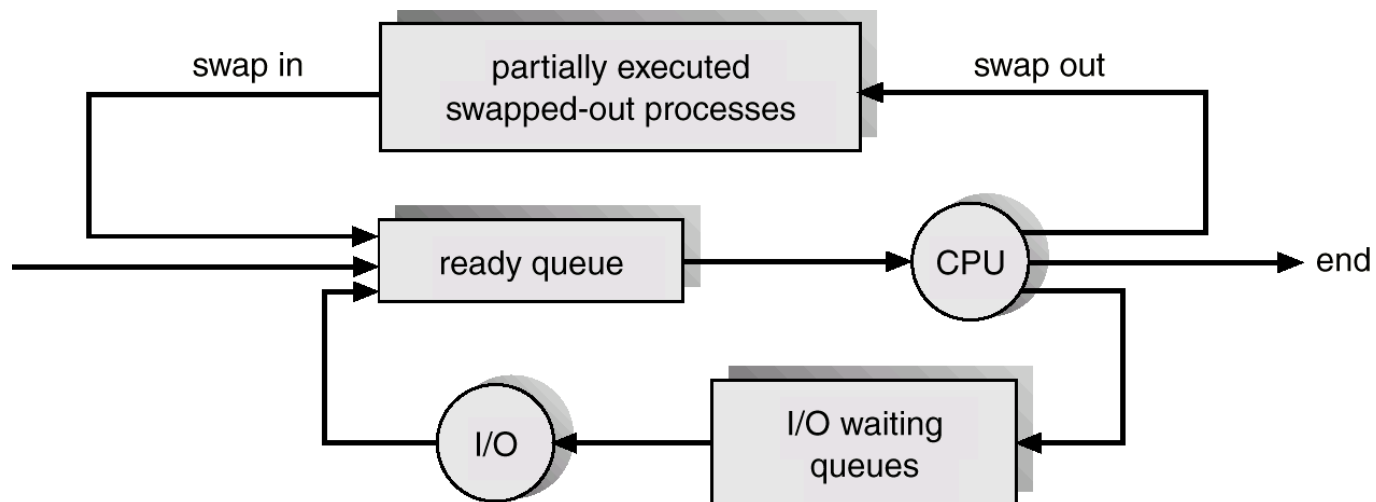 swap in
partially executed
swapped-out processes
swap out
ready queue
CPU
end
I/O
I/O waiting
queues